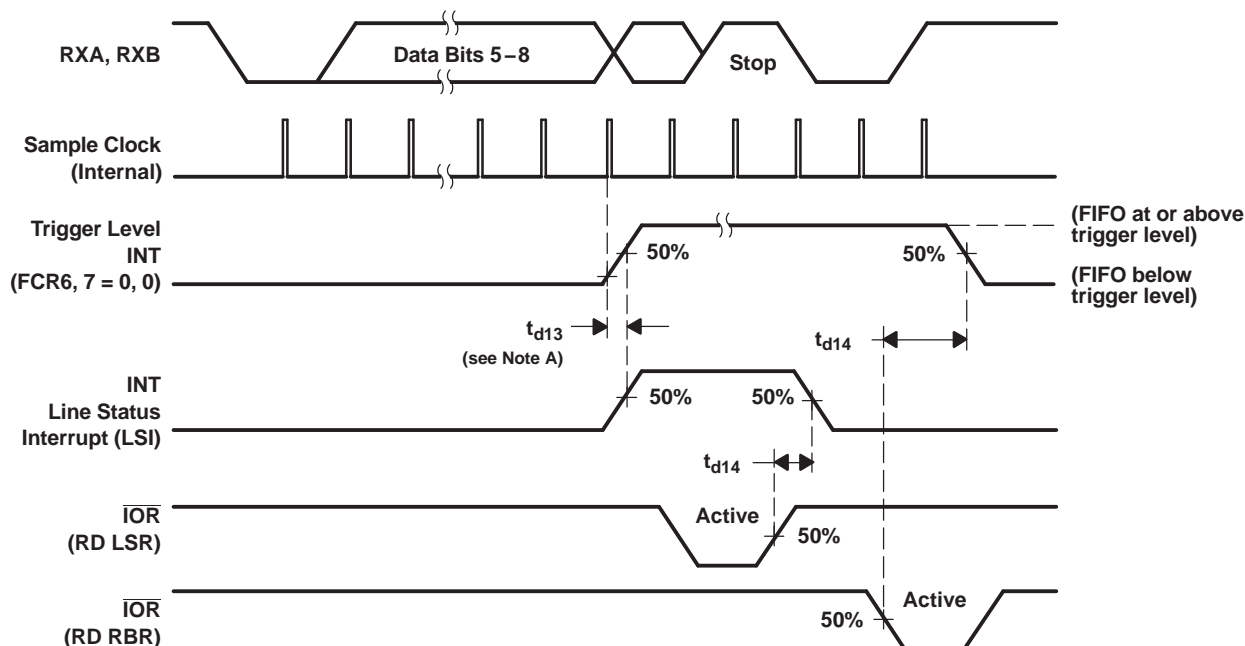 RXA, RXB
Data Bits 5–8
Stop
Sample Clock
(Internal)
Trigger Level
INT
(FCR6, 7 = 0, 0)
50%
50%
(FIFO at or above
trigger level)
(FIFO below
trigger level)
td13
(see Note A)
td14
INT
Line Status
Interrupt (LSI)
50%
50%
td14
IOR
(RD LSR)
Active
50%
IOR
(RD RBR)
50%
Active